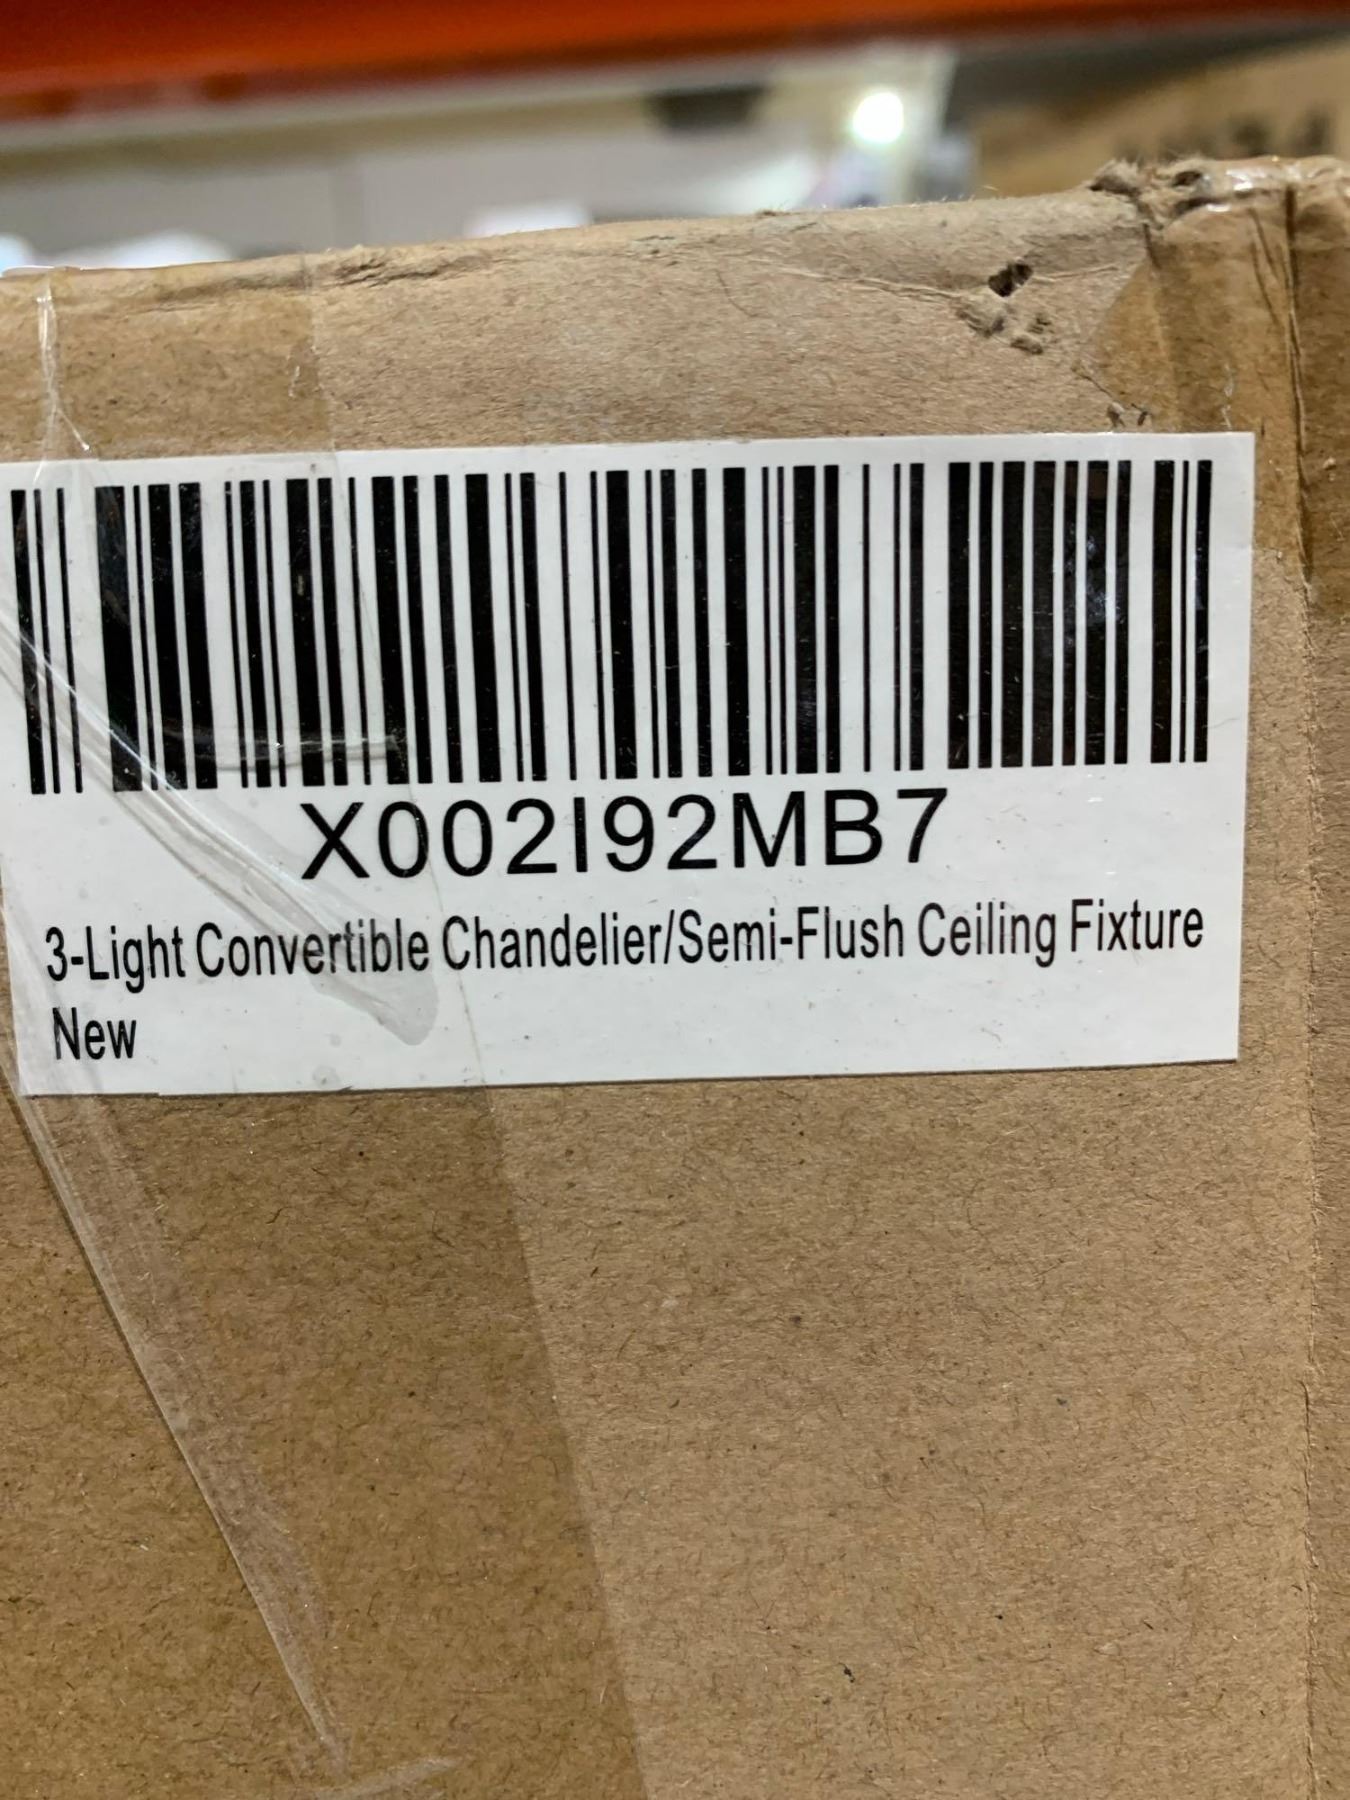 X002I92MB7
3-Light Convertible Chandelier/Semi-Flush Ceiling Fixture
New